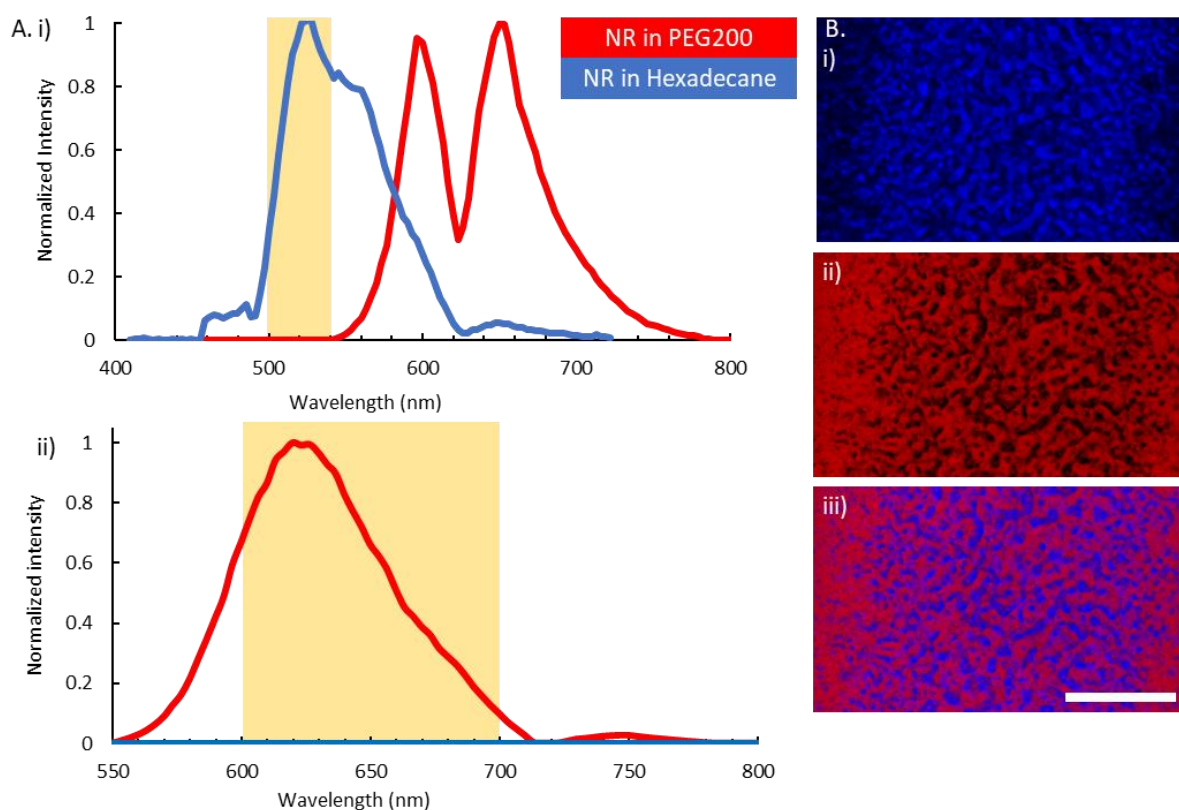 A. i)
1
0.8
0.6
0.4
0.2
0
Normalized Intensity
400 500 600 700 800
Wavelength (nm)
NR in PEG200
NR in Hexadecane
ii)
1
0.8
0.6
0.4
0.2
0
Normalized intensity
550 600 650 700 750 800
Wavelength (nm)
B.
i)
ii)
iii)